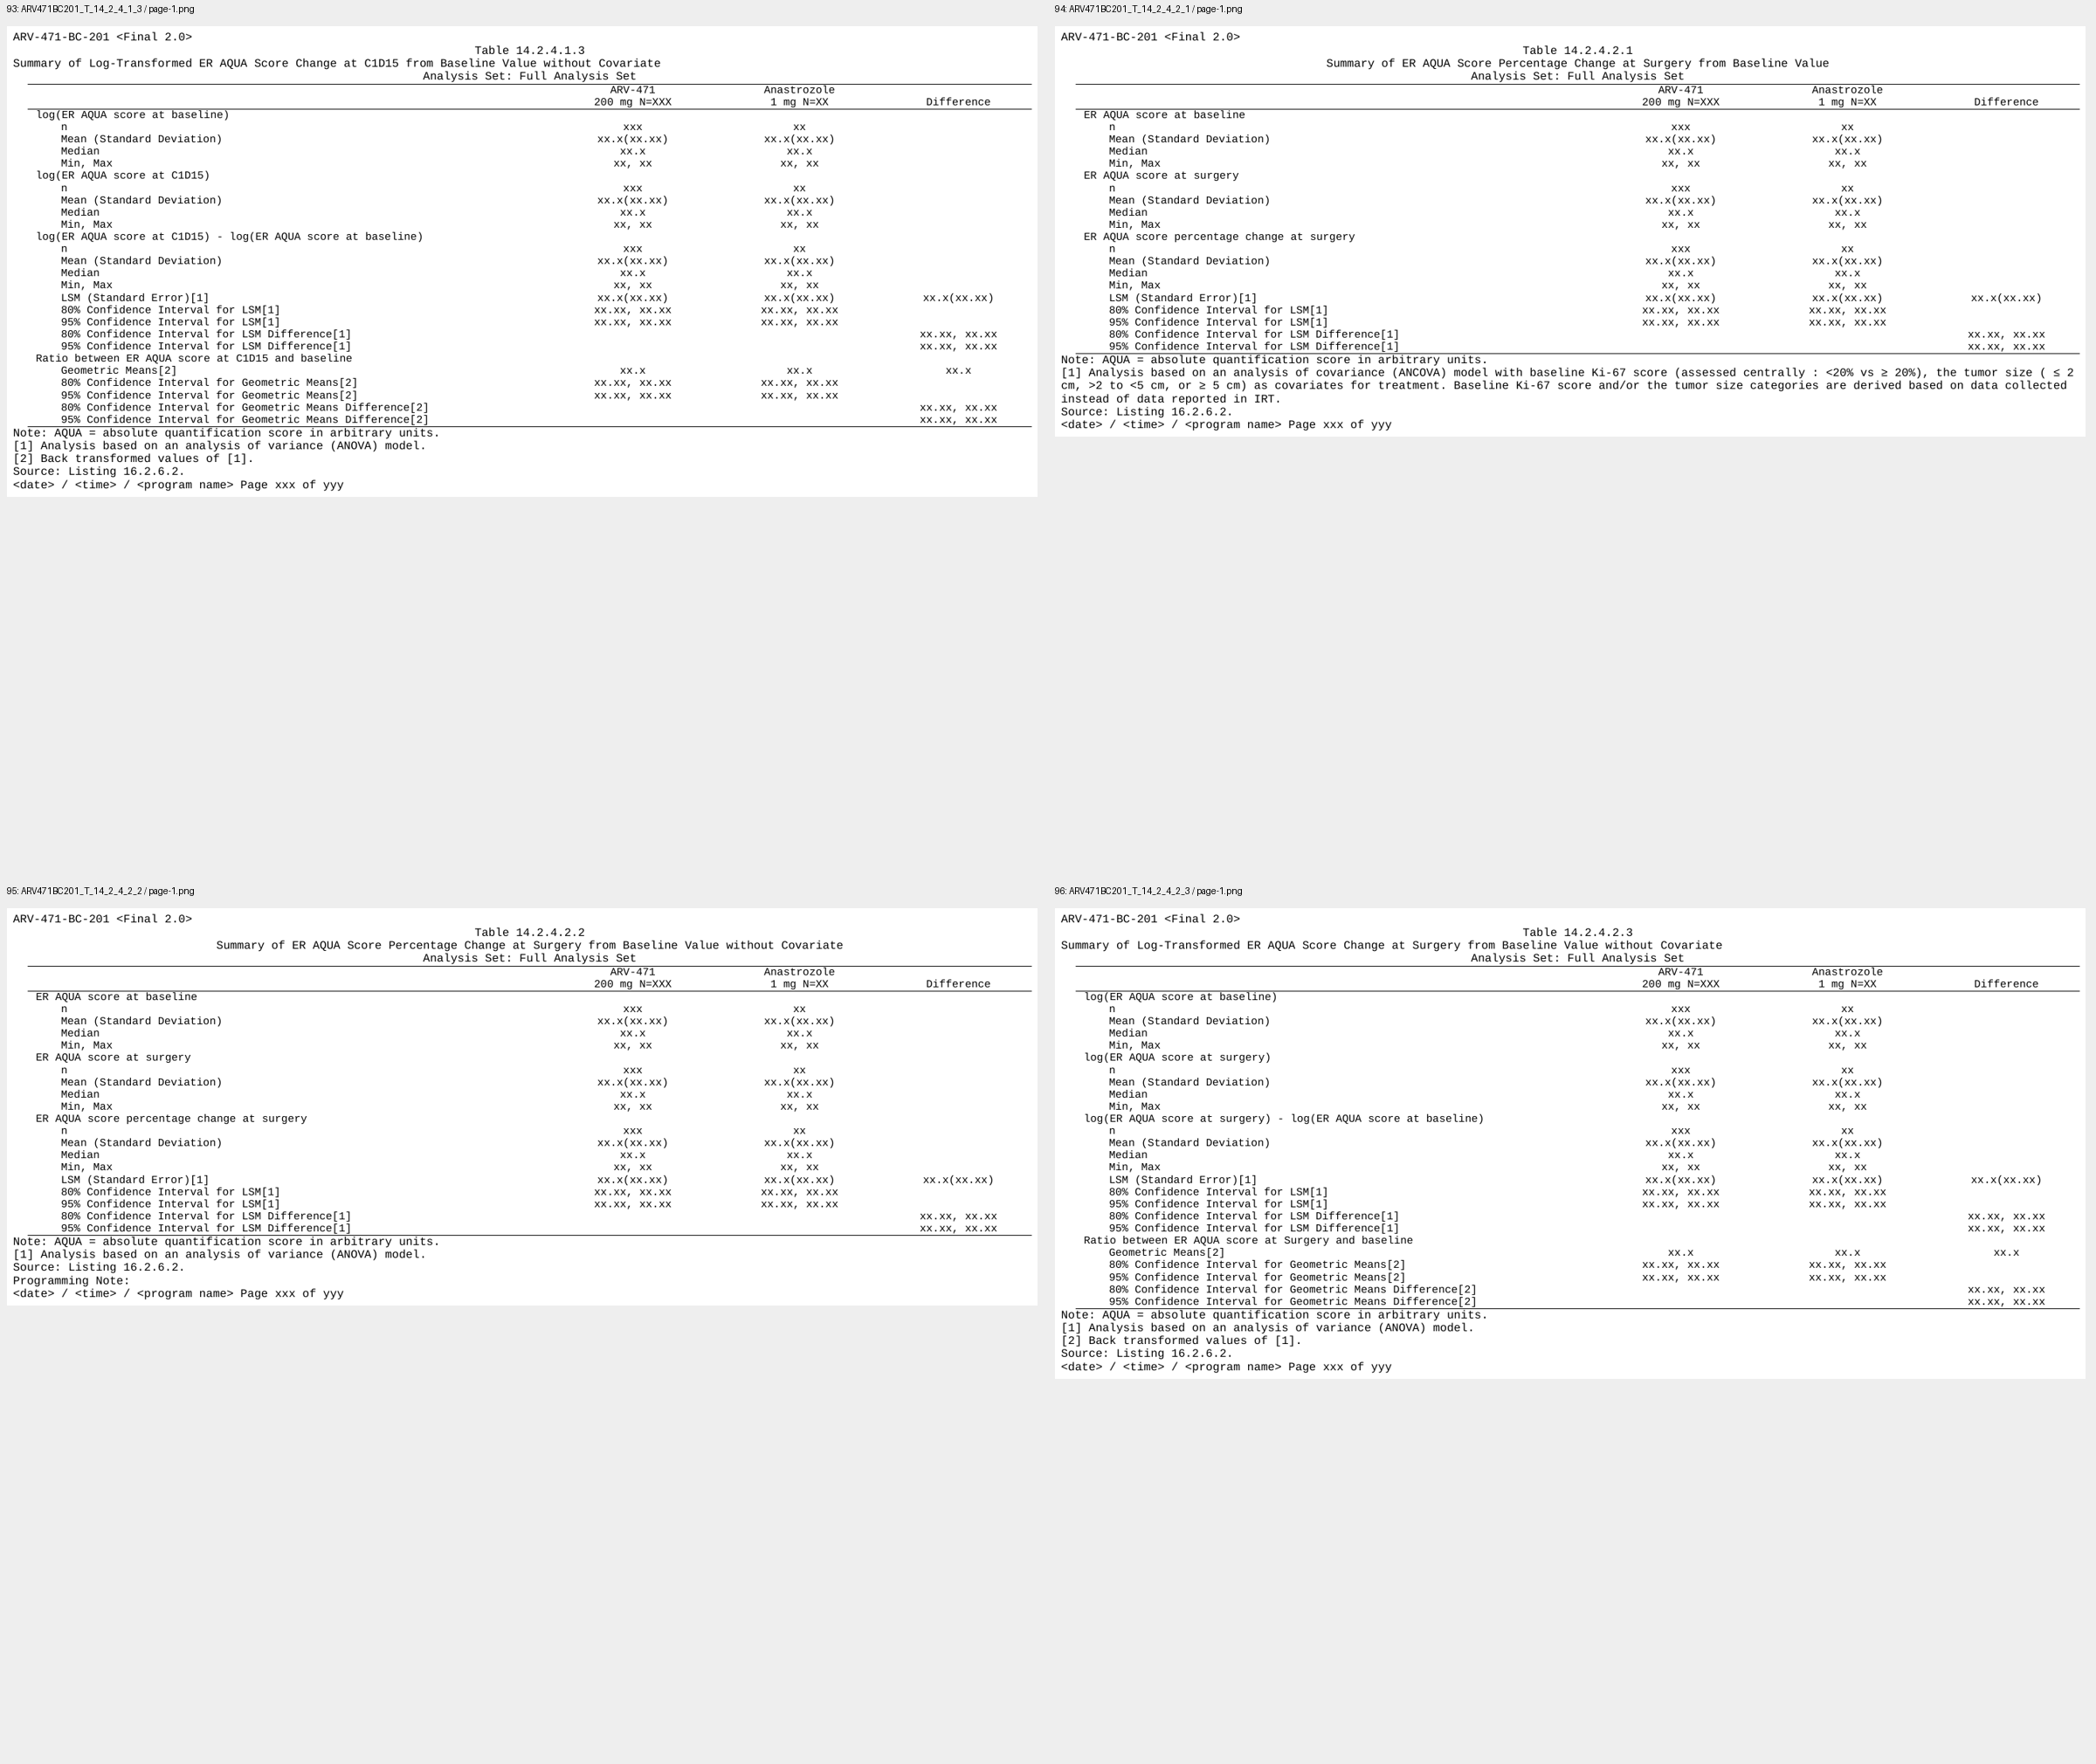 93: ARV471BC201_T_14_2_4_1_3 / page-1.png
ARV-471-BC-201 <Final 2.0>
Table 14.2.4.1.3
Summary of Log-Transformed ER AQUA Score Change at C1D15 from Baseline Value without Covariate
Analysis Set: Full Analysis Set
ARV-471 Anastrozole
200 mg N=XXX 1 mg N=XX Difference
log(ER AQUA score at baseline)
n xxx xx
Mean (Standard Deviation) xx.x(xx.xx) xx.x(xx.xx)
Median xx.x xx.x
Min, Max xx, xx xx, xx
log(ER AQUA score at C1D15)
n xxx xx
Mean (Standard Deviation) xx.x(xx.xx) xx.x(xx.xx)
Median xx.x xx.x
Min, Max xx, xx xx, xx
log(ER AQUA score at C1D15) - log(ER AQUA score at baseline)
n xxx xx
Mean (Standard Deviation) xx.x(xx.xx) xx.x(xx.xx)
Median xx.x xx.x
Min, Max xx, xx xx, xx
LSM (Standard Error)[1] xx.x(xx.xx) xx.x(xx.xx) xx.x(xx.xx)
80% Confidence Interval for LSM[1] xx.xx, xx.xx xx.xx, xx.xx
95% Confidence Interval for LSM[1] xx.xx, xx.xx xx.xx, xx.xx
80% Confidence Interval for LSM Difference[1] xx.xx, xx.xx
95% Confidence Interval for LSM Difference[1] xx.xx, xx.xx
Ratio between ER AQUA score at C1D15 and baseline
Geometric Means[2] xx.x xx.x xx.x
80% Confidence Interval for Geometric Means[2] xx.xx, xx.xx xx.xx, xx.xx
95% Confidence Interval for Geometric Means[2] xx.xx, xx.xx xx.xx, xx.xx
80% Confidence Interval for Geometric Means Difference[2] xx.xx, xx.xx
95% Confidence Interval for Geometric Means Difference[2] xx.xx, xx.xx
Note: AQUA = absolute quantification score in arbitrary units.
[1] Analysis based on an analysis of variance (ANOVA) model.
[2] Back transformed values of [1].
Source: Listing 16.2.6.2.
<date> / <time> / <program name> Page xxx of yyy
94: ARV471BC201_T_14_2_4_2_1 / page-1.png
ARV-471-BC-201 <Final 2.0>
Table 14.2.4.2.1
Summary of ER AQUA Score Percentage Change at Surgery from Baseline Value
Analysis Set: Full Analysis Set
ARV-471 Anastrozole
200 mg N=XXX 1 mg N=XX Difference
ER AQUA score at baseline
n xxx xx
Mean (Standard Deviation) xx.x(xx.xx) xx.x(xx.xx)
Median xx.x xx.x
Min, Max xx, xx xx, xx
ER AQUA score at surgery
n xxx xx
Mean (Standard Deviation) xx.x(xx.xx) xx.x(xx.xx)
Median xx.x xx.x
Min, Max xx, xx xx, xx
ER AQUA score percentage change at surgery
n xxx xx
Mean (Standard Deviation) xx.x(xx.xx) xx.x(xx.xx)
Median xx.x xx.x
Min, Max xx, xx xx, xx
LSM (Standard Error)[1] xx.x(xx.xx) xx.x(xx.xx) xx.x(xx.xx)
80% Confidence Interval for LSM[1] xx.xx, xx.xx xx.xx, xx.xx
95% Confidence Interval for LSM[1] xx.xx, xx.xx xx.xx, xx.xx
80% Confidence Interval for LSM Difference[1] xx.xx, xx.xx
95% Confidence Interval for LSM Difference[1] xx.xx, xx.xx
Note: AQUA = absolute quantification score in arbitrary units.
[1] Analysis based on an analysis of covariance (ANCOVA) model with baseline Ki-67 score (assessed centrally : <20% vs ≥ 20%), the tumor size ( ≤ 2
cm, >2 to <5 cm, or ≥ 5 cm) as covariates for treatment. Baseline Ki-67 score and/or the tumor size categories are derived based on data collected
instead of data reported in IRT.
Source: Listing 16.2.6.2.
<date> / <time> / <program name> Page xxx of yyy
95: ARV471BC201_T_14_2_4_2_2 / page-1.png
ARV-471-BC-201 <Final 2.0>
Table 14.2.4.2.2
Summary of ER AQUA Score Percentage Change at Surgery from Baseline Value without Covariate
Analysis Set: Full Analysis Set
ARV-471 Anastrozole
200 mg N=XXX 1 mg N=XX Difference
ER AQUA score at baseline
n xxx xx
Mean (Standard Deviation) xx.x(xx.xx) xx.x(xx.xx)
Median xx.x xx.x
Min, Max xx, xx xx, xx
ER AQUA score at surgery
n xxx xx
Mean (Standard Deviation) xx.x(xx.xx) xx.x(xx.xx)
Median xx.x xx.x
Min, Max xx, xx xx, xx
ER AQUA score percentage change at surgery
n xxx xx
Mean (Standard Deviation) xx.x(xx.xx) xx.x(xx.xx)
Median xx.x xx.x
Min, Max xx, xx xx, xx
LSM (Standard Error)[1] xx.x(xx.xx) xx.x(xx.xx) xx.x(xx.xx)
80% Confidence Interval for LSM[1] xx.xx, xx.xx xx.xx, xx.xx
95% Confidence Interval for LSM[1] xx.xx, xx.xx xx.xx, xx.xx
80% Confidence Interval for LSM Difference[1] xx.xx, xx.xx
95% Confidence Interval for LSM Difference[1] xx.xx, xx.xx
Note: AQUA = absolute quantification score in arbitrary units.
[1] Analysis based on an analysis of variance (ANOVA) model.
Source: Listing 16.2.6.2.
Programming Note:
<date> / <time> / <program name> Page xxx of yyy
96: ARV471BC201_T_14_2_4_2_3 / page-1.png
ARV-471-BC-201 <Final 2.0>
Table 14.2.4.2.3
Summary of Log-Transformed ER AQUA Score Change at Surgery from Baseline Value without Covariate
Analysis Set: Full Analysis Set
ARV-471 Anastrozole
200 mg N=XXX 1 mg N=XX Difference
log(ER AQUA score at baseline)
n xxx xx
Mean (Standard Deviation) xx.x(xx.xx) xx.x(xx.xx)
Median xx.x xx.x
Min, Max xx, xx xx, xx
log(ER AQUA score at surgery)
n xxx xx
Mean (Standard Deviation) xx.x(xx.xx) xx.x(xx.xx)
Median xx.x xx.x
Min, Max xx, xx xx, xx
log(ER AQUA score at surgery) - log(ER AQUA score at baseline)
n xxx xx
Mean (Standard Deviation) xx.x(xx.xx) xx.x(xx.xx)
Median xx.x xx.x
Min, Max xx, xx xx, xx
LSM (Standard Error)[1] xx.x(xx.xx) xx.x(xx.xx) xx.x(xx.xx)
80% Confidence Interval for LSM[1] xx.xx, xx.xx xx.xx, xx.xx
95% Confidence Interval for LSM[1] xx.xx, xx.xx xx.xx, xx.xx
80% Confidence Interval for LSM Difference[1] xx.xx, xx.xx
95% Confidence Interval for LSM Difference[1] xx.xx, xx.xx
Ratio between ER AQUA score at Surgery and baseline
Geometric Means[2] xx.x xx.x xx.x
80% Confidence Interval for Geometric Means[2] xx.xx, xx.xx xx.xx, xx.xx
95% Confidence Interval for Geometric Means[2] xx.xx, xx.xx xx.xx, xx.xx
80% Confidence Interval for Geometric Means Difference[2] xx.xx, xx.xx
95% Confidence Interval for Geometric Means Difference[2] xx.xx, xx.xx
Note: AQUA = absolute quantification score in arbitrary units.
[1] Analysis based on an analysis of variance (ANOVA) model.
[2] Back transformed values of [1].
Source: Listing 16.2.6.2.
<date> / <time> / <program name> Page xxx of yyy